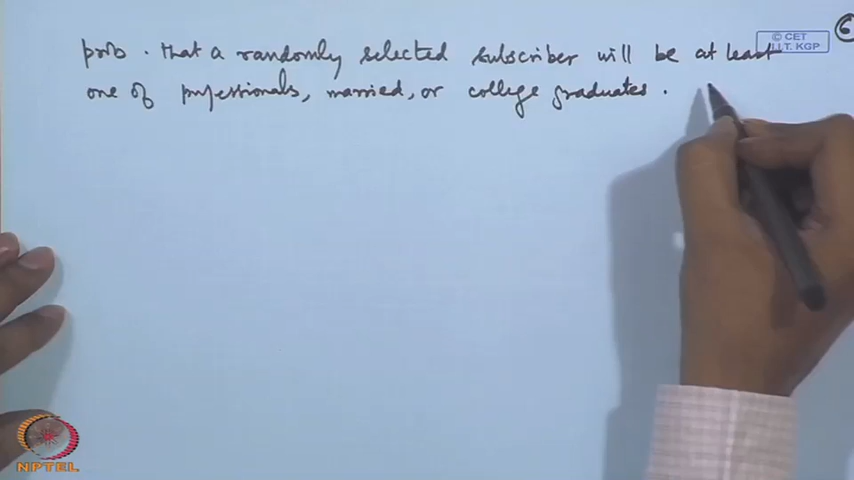 © CET
I.I.T. KGP
6
prob. that a randomly selected subscriber will be at least
one of professionals, married, or college graduates.
NPTEL